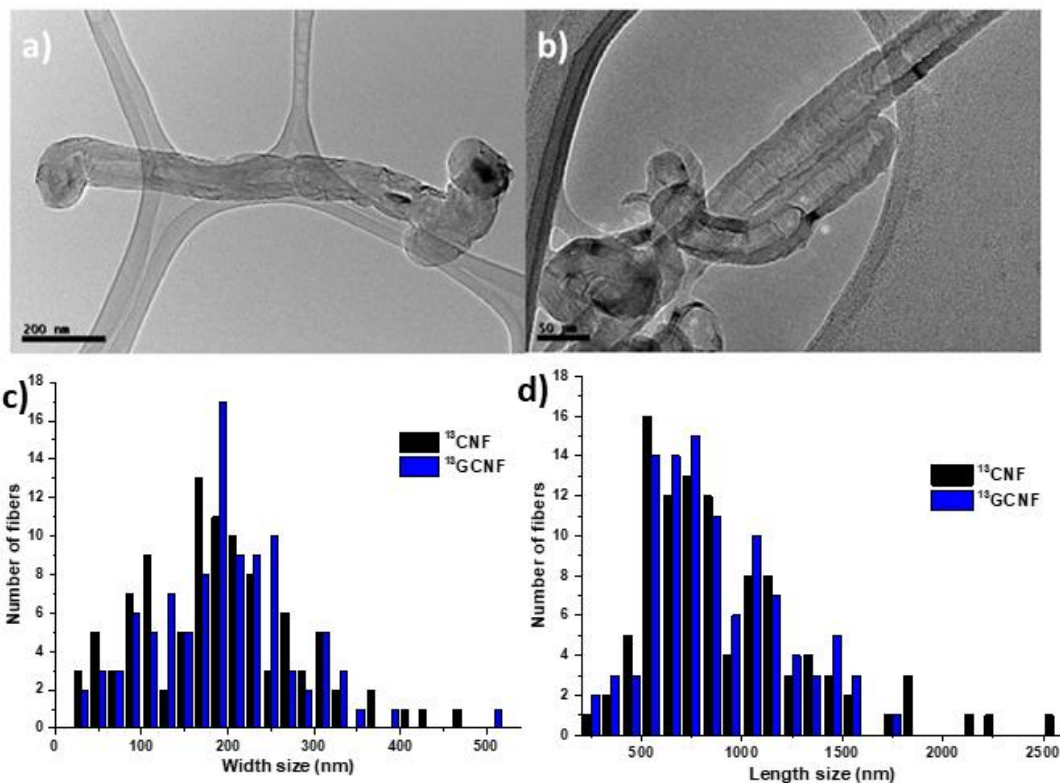 a)
200 nm
b)
50 nm
c)
18
16
14
12
10
8
6
4
2
0
Number of fibers
¹³CNF
¹³GCNF
0 100 200 300 400 500
Width size (nm)
d)
18
16
14
12
10
8
6
4
2
0
Number of fibers
¹³CNF
¹³GCNF
500 1000 1500 2000 2500
Length size (nm)